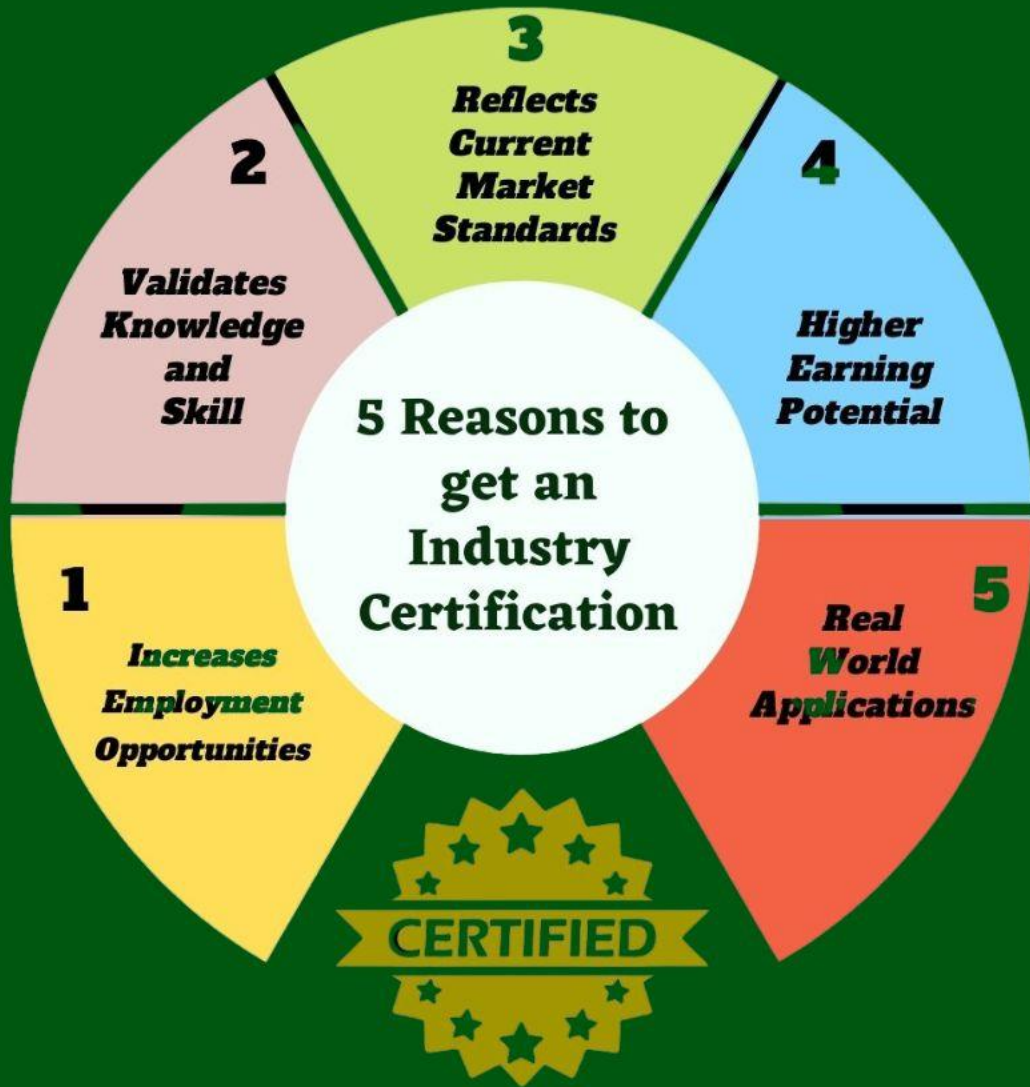 5 Reasons to
get an
Industry
Certification
1
Increases
Employment
Opportunities
2
Validates
Knowledge
and
Skill
3
Reflects
Current
Market
Standards
4
Higher
Earning
Potential
5
Real
World
Applications
CERTIFIED